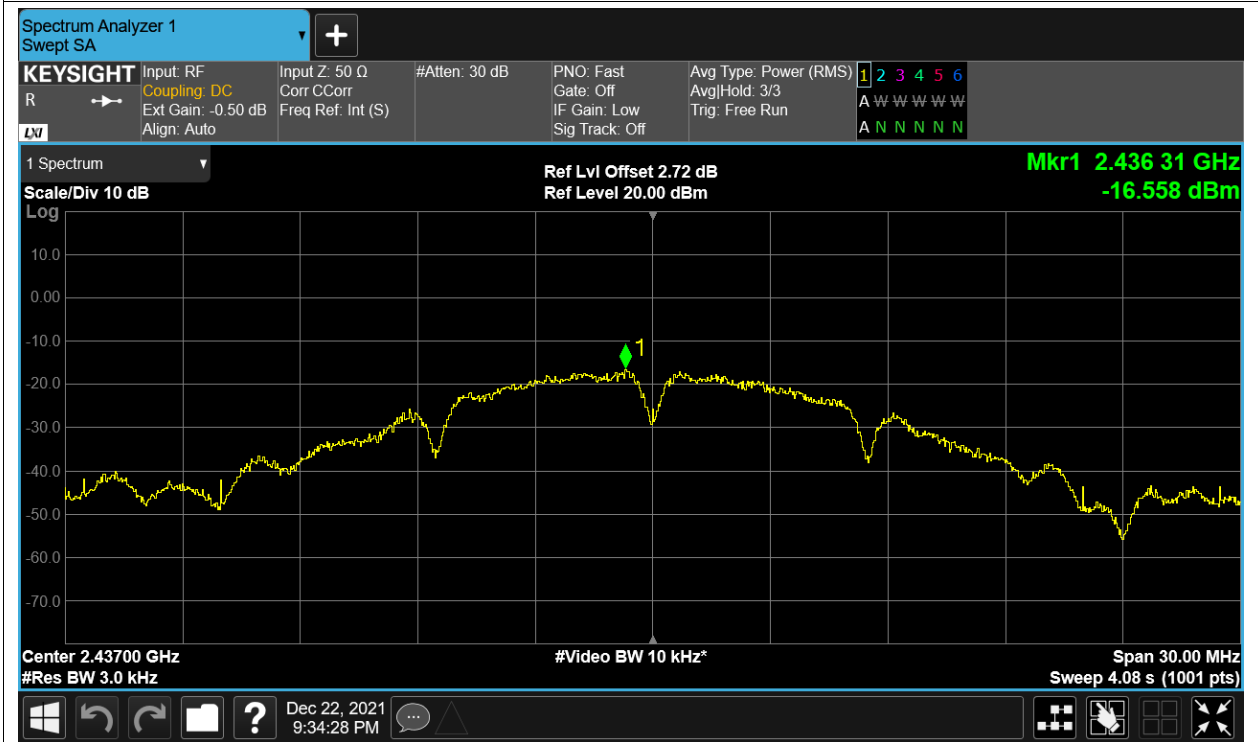 Spectrum Analyzer 1
Swept SA
+
KEYSIGHT
R
LXI
Input: RF
Coupling: DC
Ext Gain: -0.50 dB
Align: Auto
Input Z: 50 Ω
Corr CCorr
Freq Ref: Int (S)
#Atten: 30 dB
PNO: Fast
Gate: Off
IF Gain: Low
Sig Track: Off
Avg Type: Power (RMS)
Avg|Hold: 3/3
Trig: Free Run
1 2 3 4 5 6
A W W W W W
A N N N N N
1 Spectrum
Scale/Div 10 dB
Log
Ref Lvl Offset 2.72 dB
Ref Level 20.00 dBm
Mkr1 2.436 31 GHz
-16.558 dBm
10.0
0.00
-10.0
-20.0
-30.0
-40.0
-50.0
-60.0
-70.0
1
Center 2.43700 GHz
#Res BW 3.0 kHz
#Video BW 10 kHz*
Span 30.00 MHz
Sweep 4.08 s (1001 pts)
?
Dec 22, 2021
9:34:28 PM